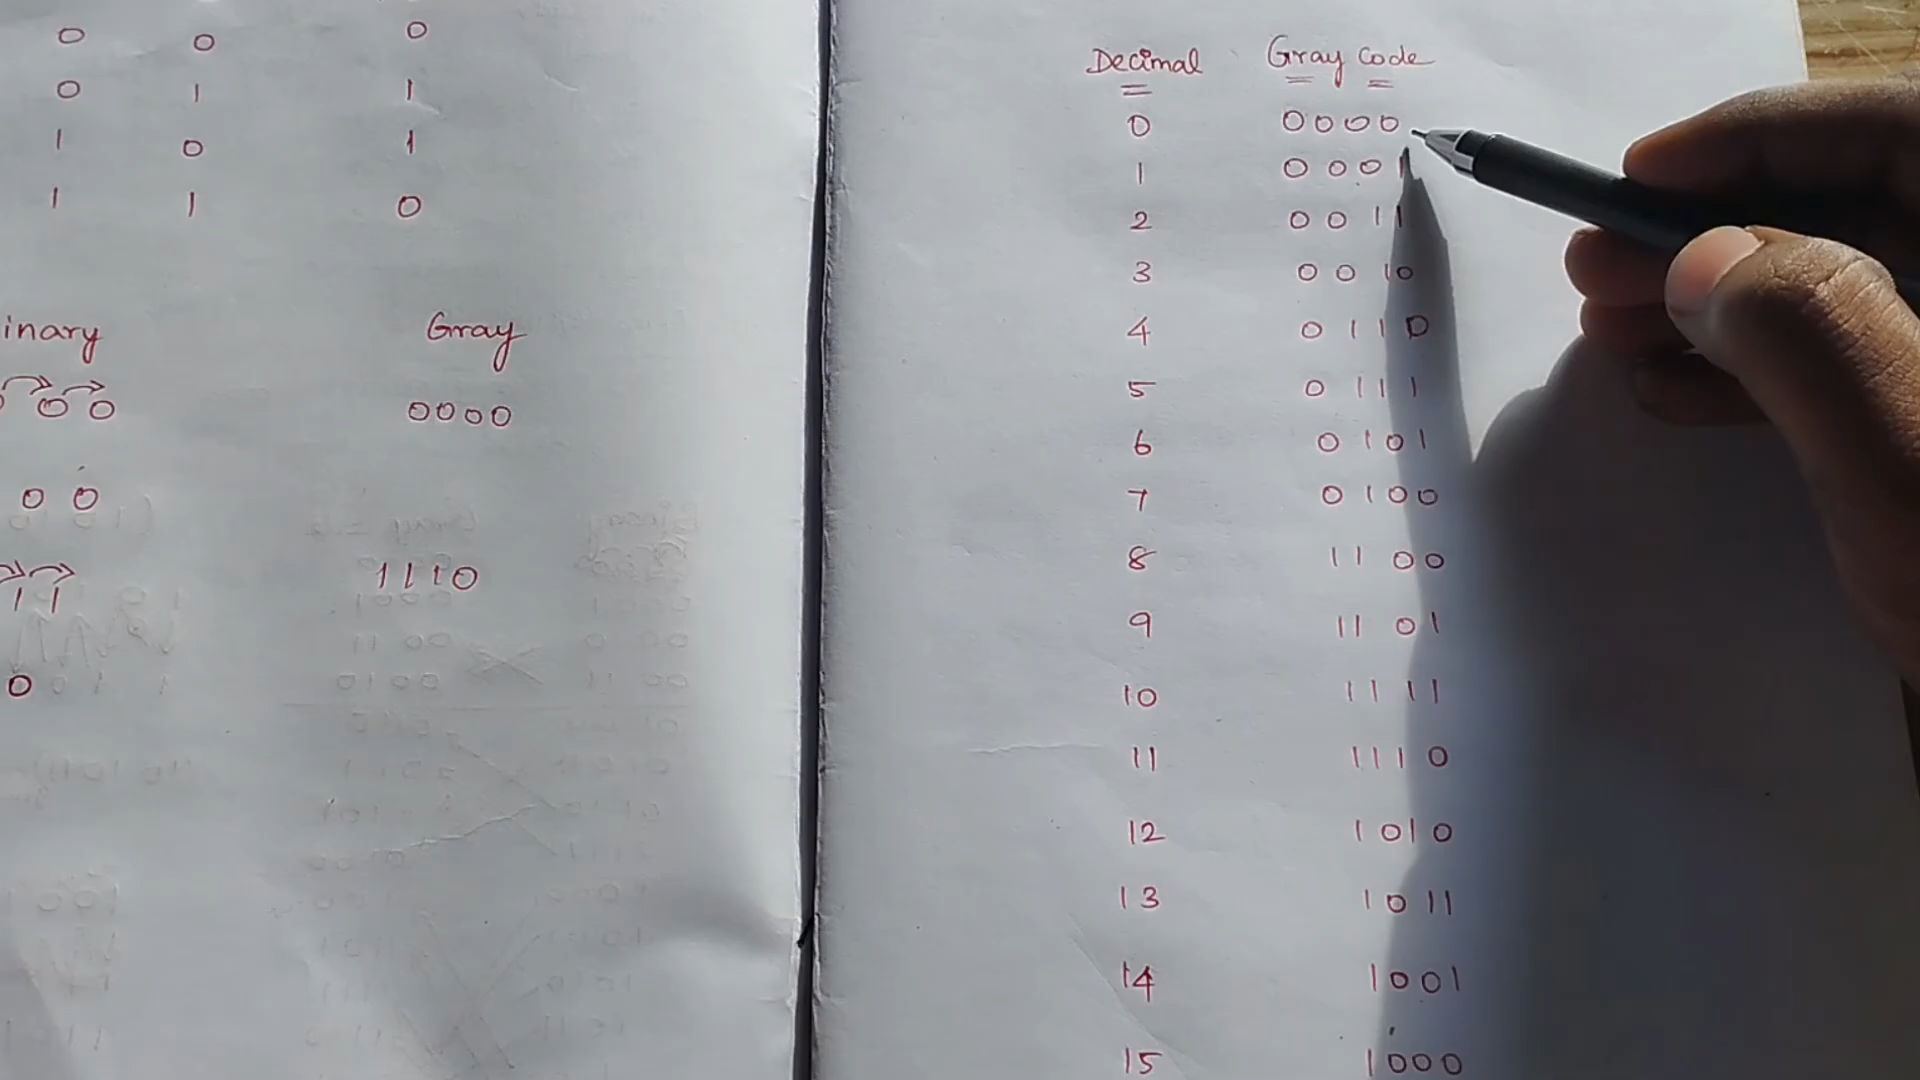 0 0 0
0 1 1
1 0 1
1 1 0
inary Gray
0 0 0000
0 0
1 1 1110
0
Decimal Gray Code
0 0000
1 0001
2 0011
3 0010
4 0110
5 0111
6 0101
7 0100
8 1100
9 1101
10 1111
11 1110
12 1010
13 1011
14 1001
15 1000